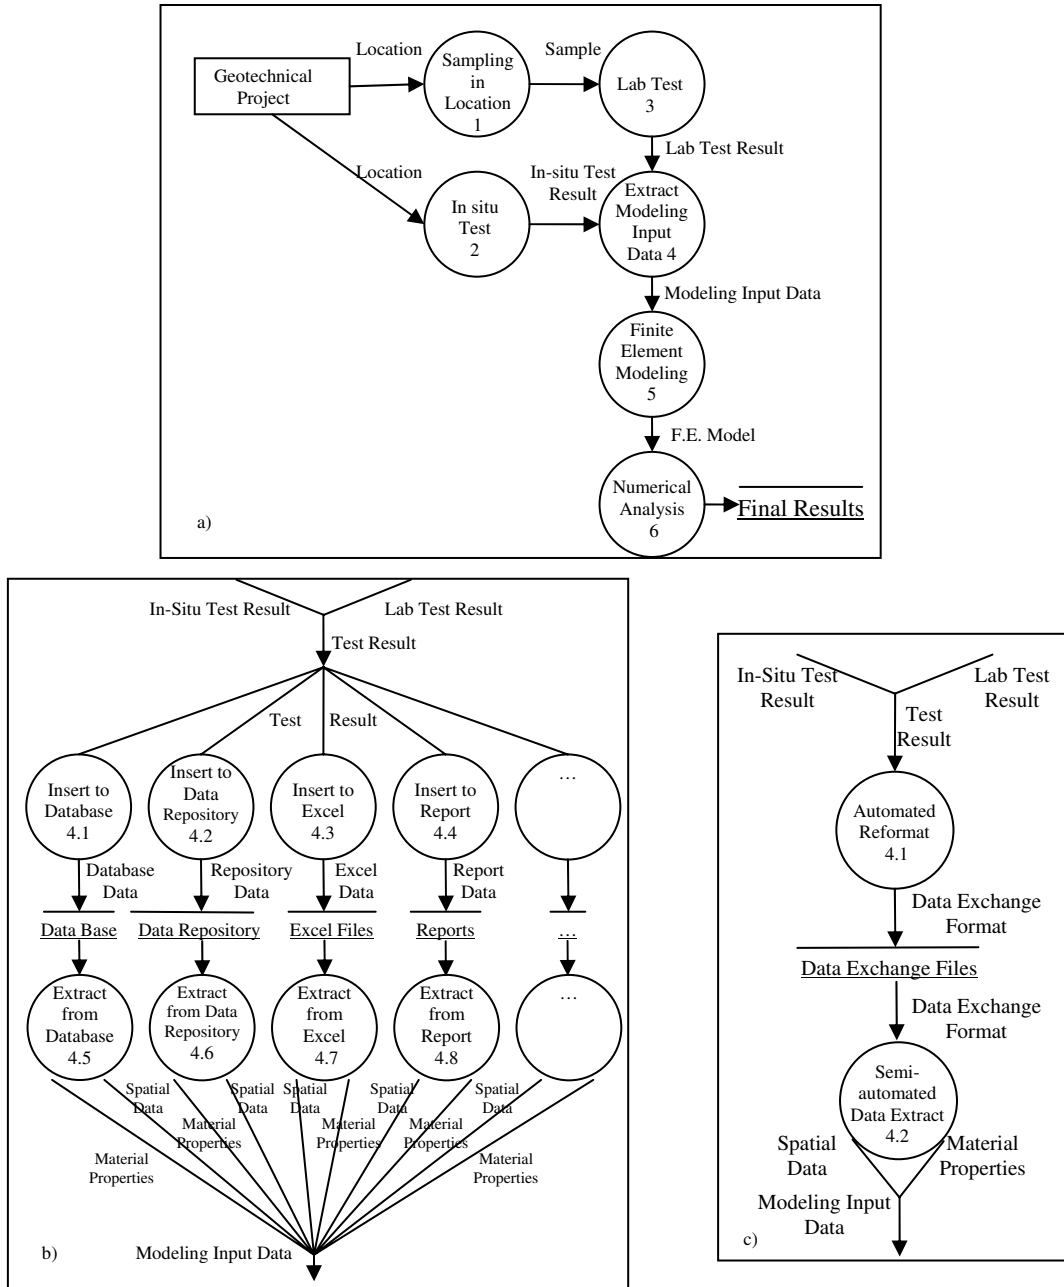 Location
Sample
Geotechnical
Project
Sampling
in
Location
1
Lab Test
3
Lab Test Result
Location
In-situ Test
Result
In situ
Test
2
Extract
Modeling
Input
Data 4
Modeling Input Data
Finite
Element
Modeling
5
F.E. Model
Numerical
Analysis
6
Final Results
a)
In-Situ Test Result
Lab Test Result
Test Result
Test
Result
Insert to
Database
4.1
Insert to
Data
Repository
4.2
Insert to
Excel
4.3
Insert to
Report
4.4
…
Database
Data
Repository
Data
Excel
Data
Report
Data
Data Base
Data Repository
Excel Files
Reports
…
Extract
from
Database
4.5
Extract
from Data
Repository
4.6
Extract
from
Excel
4.7
Extract
from
Report
4.8
…
Spatial
Data
Spatial
Data
Spatial
Data
Spatial
Data
Spatial
Data
Material
Properties
Material
Properties
Material
Properties
Material
Properties
Material
Properties
Modeling Input Data
b)
In-Situ Test
Result
Lab Test
Result
Test
Result
Automated
Reformat
4.1
Data Exchange
Format
Data Exchange Files
Data Exchange
Format
Semi-
automated
Data Extract
4.2
Spatial
Data
Material
Properties
Modeling Input
Data
c)